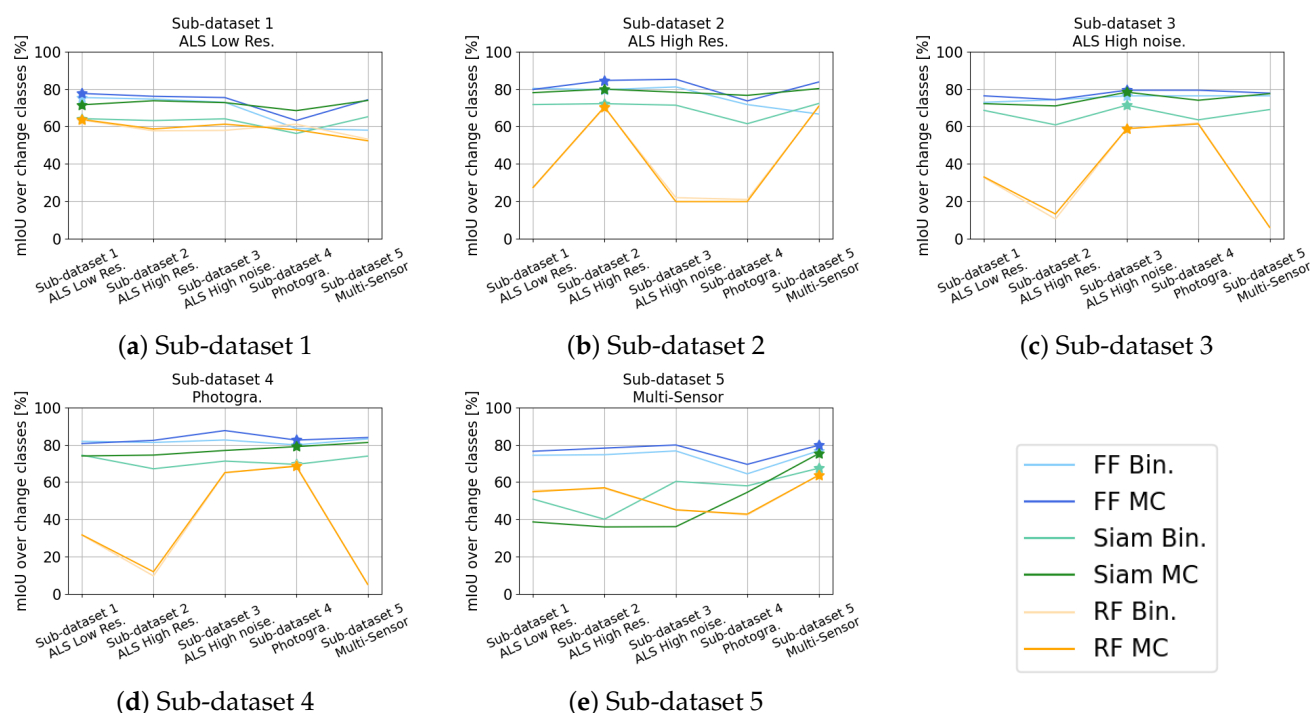 Sub-dataset 1
ALS Low Res.
mIoU over change classes [%]
100
80
60
40
20
0
Sub-dataset 1
ALS Low Res.
Sub-dataset 2
ALS High Res.
Sub-dataset 3
ALS High noise.
Sub-dataset 4
Photogra.
Sub-dataset 5
Multi-Sensor
(a) Sub-dataset 1
Sub-dataset 2
ALS High Res.
mIoU over change classes [%]
100
80
60
40
20
0
Sub-dataset 1
ALS Low Res.
Sub-dataset 2
ALS High Res.
Sub-dataset 3
ALS High noise.
Sub-dataset 4
Photogra.
Sub-dataset 5
Multi-Sensor
(b) Sub-dataset 2
Sub-dataset 3
ALS High noise.
mIoU over change classes [%]
100
80
60
40
20
0
Sub-dataset 1
ALS Low Res.
Sub-dataset 2
ALS High Res.
Sub-dataset 3
ALS High noise.
Sub-dataset 4
Photogra.
Sub-dataset 5
Multi-Sensor
(c) Sub-dataset 3
Sub-dataset 4
Photogra.
mIoU over change classes [%]
100
80
60
40
20
0
Sub-dataset 1
ALS Low Res.
Sub-dataset 2
ALS High Res.
Sub-dataset 3
ALS High noise.
Sub-dataset 4
Photogra.
Sub-dataset 5
Multi-Sensor
(d) Sub-dataset 4
Sub-dataset 5
Multi-Sensor
mIoU over change classes [%]
100
80
60
40
20
0
Sub-dataset 1
ALS Low Res.
Sub-dataset 2
ALS High Res.
Sub-dataset 3
ALS High noise.
Sub-dataset 4
Photogra.
Sub-dataset 5
Multi-Sensor
(e) Sub-dataset 5
FF Bin.
FF MC
Siam Bin.
Siam MC
RF Bin.
RF MC